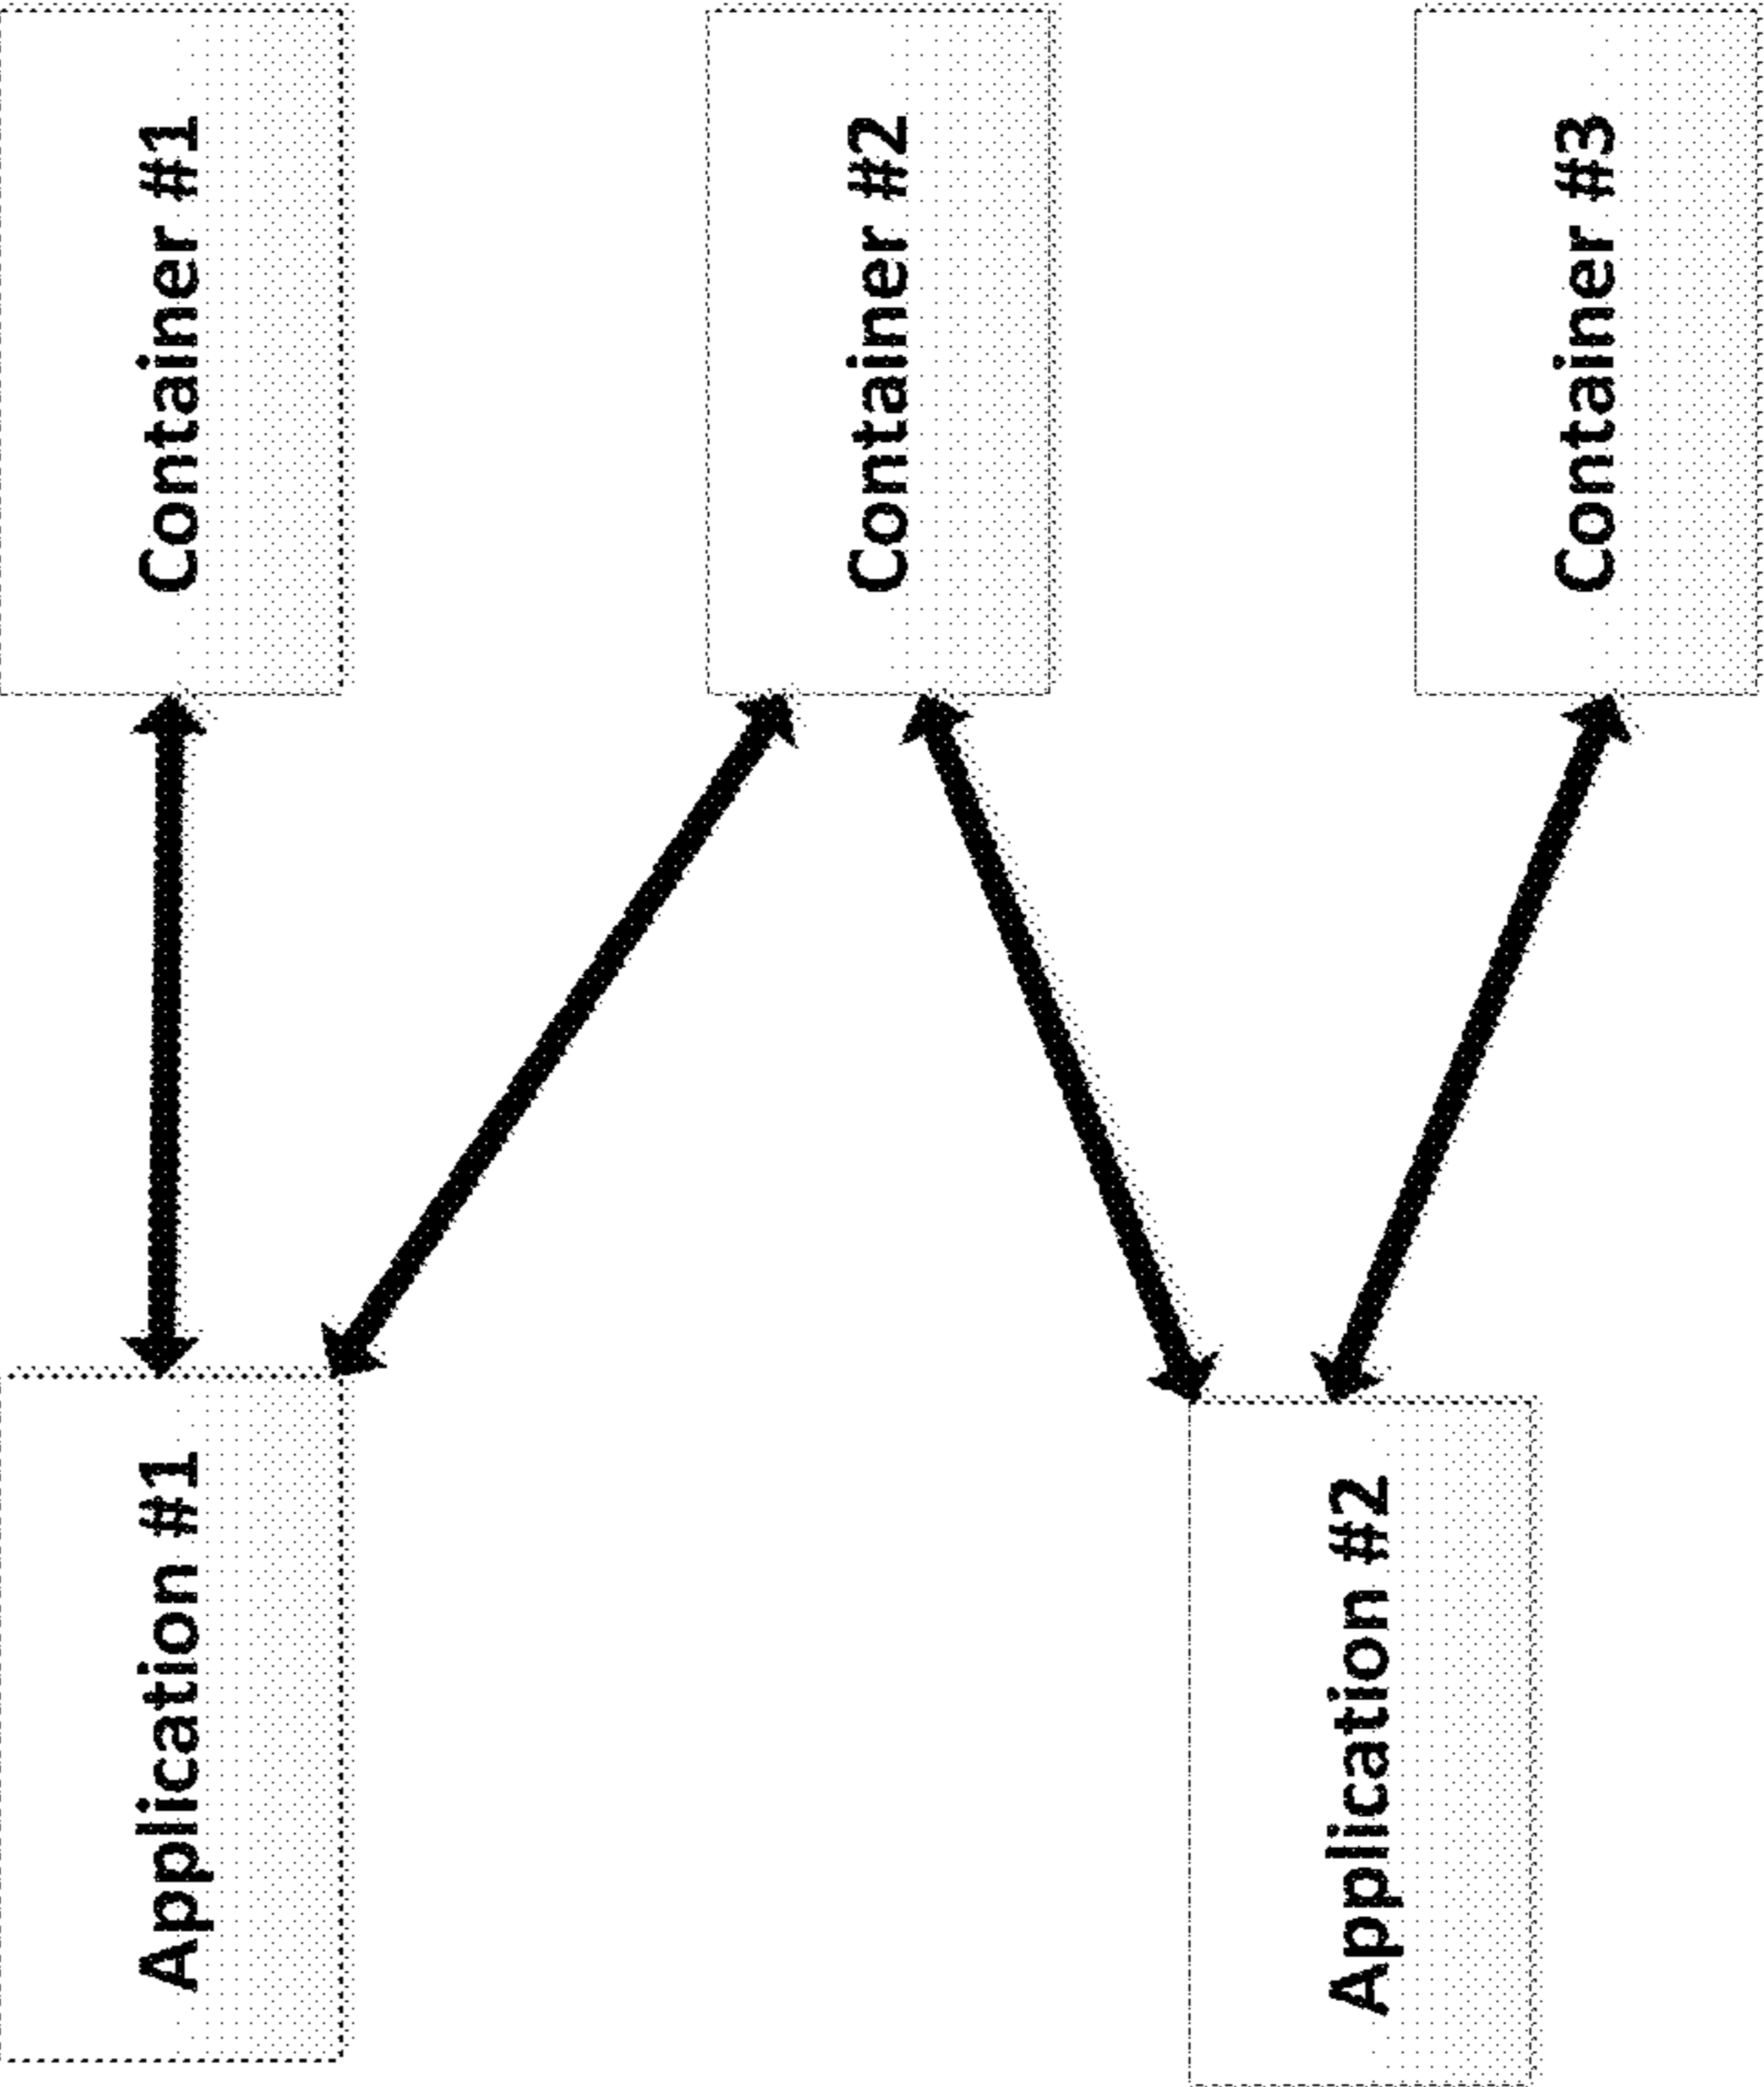 Application #1
Container #1
Container #2
Application #2
Container #3